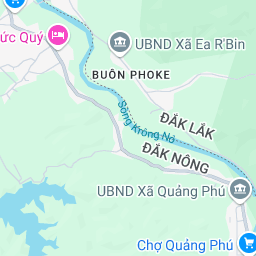 ức Quý
UBND Xã Ea R'Bin
BUÔN PHOKE
Sông Krông Nô
ĐẮK LẮK
ĐẮK NÔNG
UBND Xã Quảng Phú
Chợ Quảng Phú